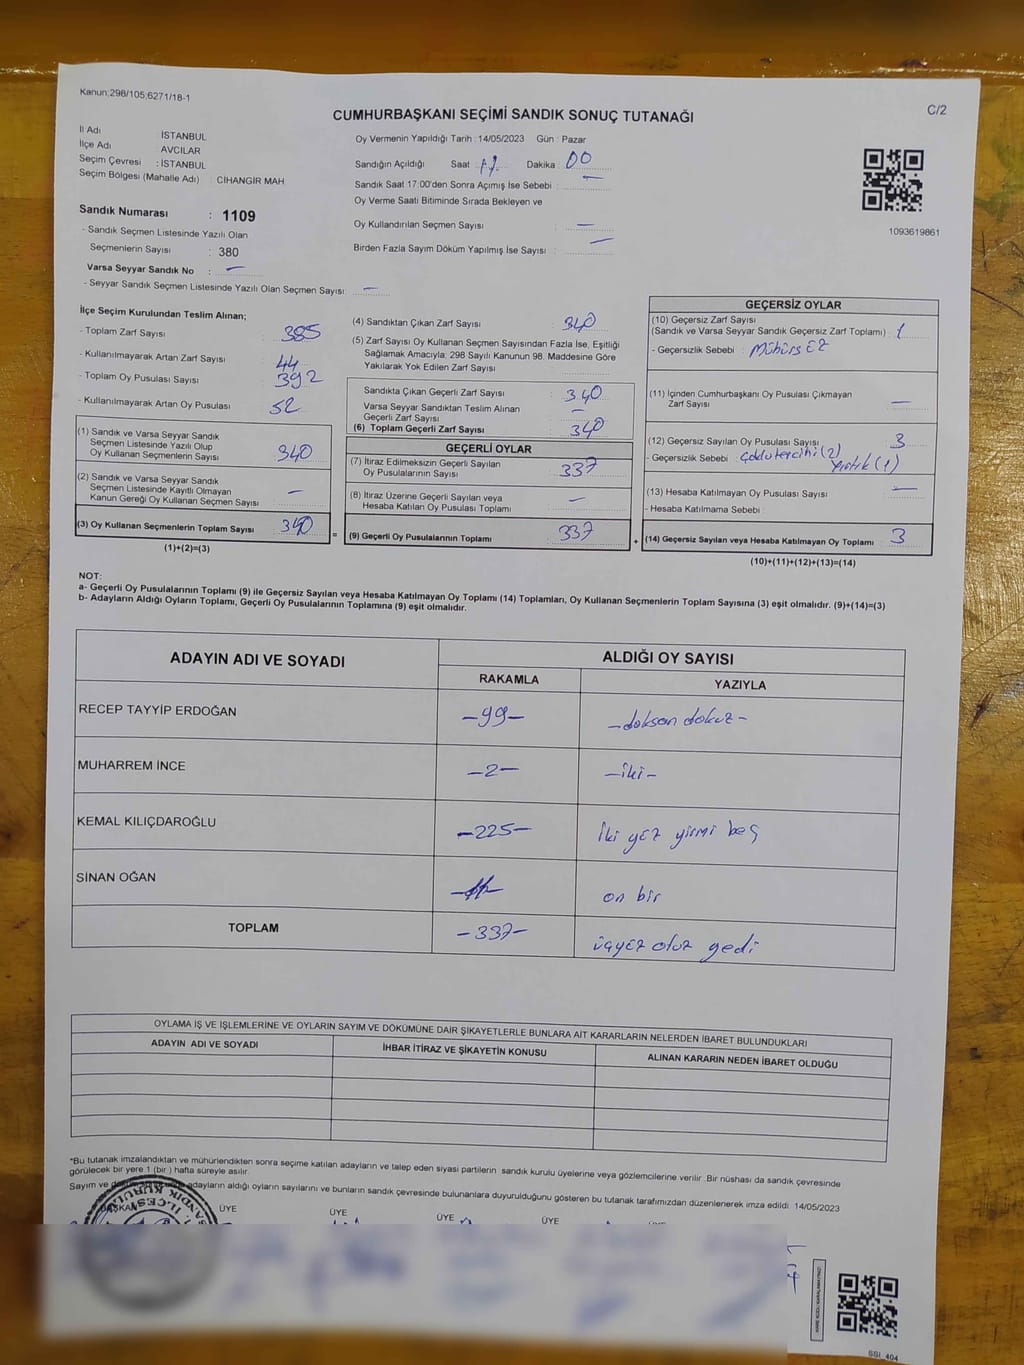 Kanun:298/105;6271/18-1
C/2
CUMHURBAŞKANI SEÇİMİ SANDIK SONUÇ TUTANAĞI
İl Adı İSTANBUL
İlçe Adı AVCILAR
Seçim Çevresi : İSTANBUL
Seçim Bölgesi (Mahalle Adı) : CİHANGİR MAH
Sandık Numarası : 1109
- Sandık Seçmen Listesinde Yazılı Olan
Seçmenlerin Sayısı : 380
Varsa Seyyar Sandık No : –
- Seyyar Sandık Seçmen Listesinde Yazılı Olan Seçmen Sayısı: –
Oy Vermenin Yapıldığı Tarih : 14/05/2023 Gün : Pazar
Sandığın Açıldığı Saat : 17 Dakika : 00
Sandık Saat 17:00'den Sonra Açımış İse Sebebi : –
Oy Verme Saati Bitiminde Sırada Bekleyen ve
Oy Kullandırılan Seçmen Sayısı : –
Birden Fazla Sayım Döküm Yapılmış İse Sayısı : –
1093619861
İlçe Seçim Kurulundan Teslim Alınan;
- Toplam Zarf Sayısı 385
- Kullanılmayarak Artan Zarf Sayısı 44
- Toplam Oy Pusulası Sayısı 392
- Kullanılmayarak Artan Oy Pusulası 52
(1) Sandık ve Varsa Seyyar Sandık
Seçmen Listesinde Yazılı Olup
Oy Kullanan Seçmenlerin Sayısı 340
(2) Sandık ve Varsa Seyyar Sandık
Seçmen Listesinde Kayıtlı Olmayan
Kanun Gereği Oy Kullanan Seçmen Sayısı –
(3) Oy Kullanan Seçmenlerin Toplam Sayısı 340
(1)+(2)=(3)
(4) Sandıktan Çıkan Zarf Sayısı : 340
(5) Zarf Sayısı Oy Kullanan Seçmen Sayısından Fazla İse, Eşitliği
Sağlamak Amacıyla; 298 Sayılı Kanunun 98. Maddesine Göre
Yakılarak Yok Edilen Zarf Sayısı
Sandıkta Çıkan Geçerli Zarf Sayısı : 340
Varsa Seyyar Sandıktan Teslim Alınan
Geçerli Zarf Sayısı : –
(6) Toplam Geçerli Zarf Sayısı : 340
GEÇERLİ OYLAR
(7) İtiraz Edilmeksizin Geçerli Sayılan
Oy Pusulalarının Sayısı : 337
(8) İtiraz Üzerine Geçerli Sayılan veya
Hesaba Katılan Oy Pusulası Toplamı : –
(9) Geçerli Oy Pusulalarının Toplamı 337
GEÇERSİZ OYLAR
(10) Geçersiz Zarf Sayısı
(Sandık ve Varsa Seyyar Sandık Geçersiz Zarf Toplamı) : 1
- Geçersizlik Sebebi : Mühürsüz
(11) İçinden Cumhurbaşkanı Oy Pusulası Çıkmayan
Zarf Sayısı : –
(12) Geçersiz Sayılan Oy Pusulası Sayısı : 3
- Geçersizlik Sebebi : tercihi (2)
yırtık (1)
(13) Hesaba Katılmayan Oy Pusulası Sayısı : –
- Hesaba Katılmama Sebebi :
(14) Geçersiz Sayılan veya Hesaba Katılmayan Oy Toplamı : 3
(10)+(11)+(12)+(13)=(14)
NOT:
a- Geçerli Oy Pusulalarının Toplamı (9) ile Geçersiz Sayılan veya Hesaba Katılmayan Oy Toplamı (14) Toplamları, Oy Kullanan Seçmenlerin Toplam Sayısına (3) eşit olmalıdır. (9)+(14)=(3)
b- Adayların Aldığı Oyların Toplamı, Geçerli Oy Pusulalarının Toplamına (9) eşit olmalıdır.
ADAYIN ADI VE SOYADI ALDIĞI OY SAYISI
RAKAMLA YAZIYLA
RECEP TAYYİP ERDOĞAN –99– –doksan dokuz–
MUHARREM İNCE –2– –iki–
KEMAL KILIÇDAROĞLU –225– İki yüz yirmi beş
SİNAN OĞAN –11– on bir
TOPLAM –337– üçyüz otuz yedi
OYLAMA İŞ VE İŞLEMLERİNE VE OYLARIN SAYIM VE DÖKÜMÜNE DAİR ŞİKAYETLERLE BUNLARA AİT KARARLARIN NELERDEN İBARET BULUNDUKLARI
ADAYIN ADI VE SOYADI İHBAR İTİRAZ VE ŞİKAYETİN KONUSU ALINAN KARARIN NEDEN İBARET OLDUĞU
*Bu tutanak imzalandıktan ve mühürlendikten sonra seçime katılan adayların ve talep eden siyasi partilerin sandık kurulu üyelerine veya gözlemcilerine verilir. Bir nüshası da sandık çevresinde
görülecek bir yere 1 (bir ) hafta süreyle asılır.
Sayım ve adayların aldığı oyların sayılarını ve bunların sandık çevresinde bulunanlara duyurulduğunu gösteren bu tutanak tarafımızdan düzenlenerek imza edildi. 14/05/2023
BAŞKAN ÜYE ÜYE ÜYE ÜYE
SSI_404